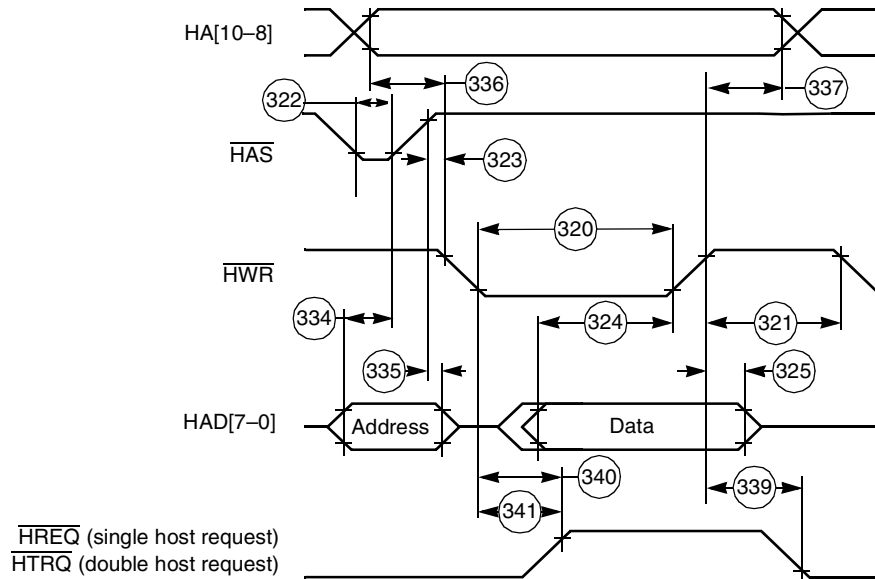 HA[10–8]
336
337
322
HAS
323
320
HWR
334
324
321
335
325
HAD[7–0]
Address
Data
340
339
341
HREQ (single host request)
HTRQ (double host request)